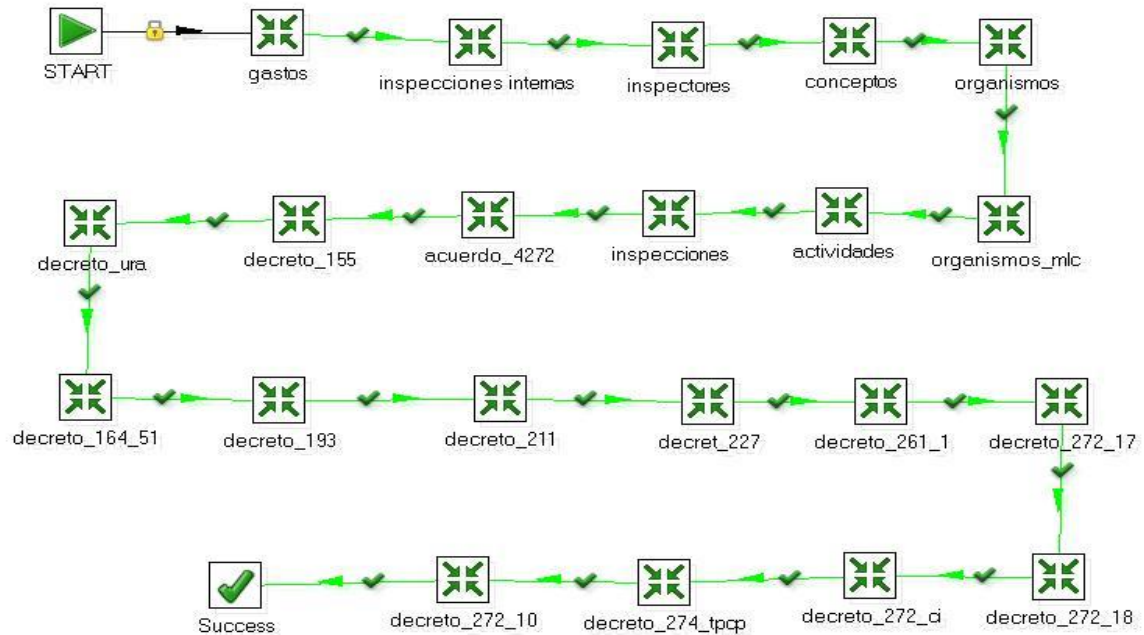 START
gastos
inspecciones internas
inspectores
conceptos
organismos
decreto_ura
decreto_155
acuerdo_4272
inspecciones
actividades
organismos_mlc
decreto_164_51
decreto_193
decreto_211
decret_227
decreto_261_1
decreto_272_17
Success
decreto_272_10
decreto_274_tpcp
decreto_272_ci
decreto_272_18